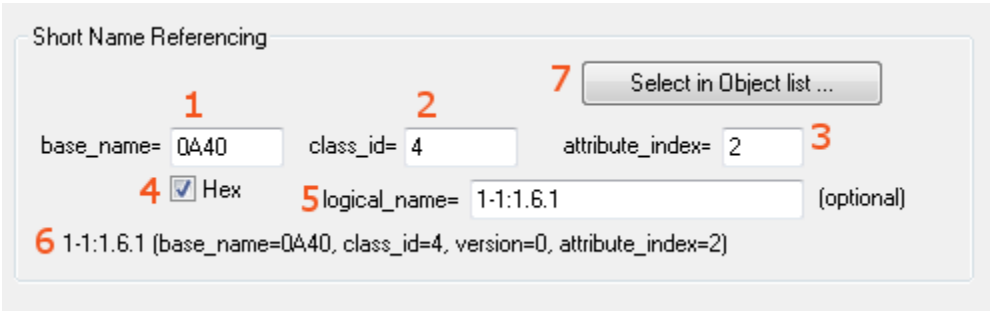 Short Name Referencing
7 Select in Object list ...
1 2
base_name= 0A40 class_id= 4 attribute_index= 2 3
4 Hex 5 logical_name= 1-1:1.6.1 (optional)
6 1-1:1.6.1 (base_name=0A40, class_id=4, version=0, attribute_index=2)